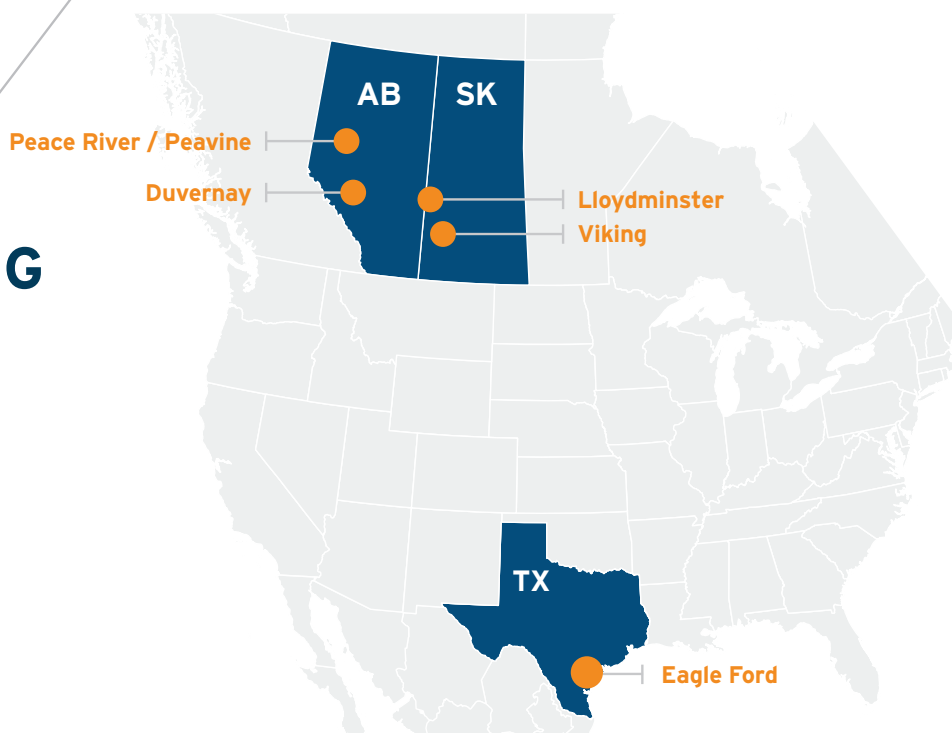 AB
SK
Peace River / Peavine
Duvernay
Lloydminster
Viking
G
TX
Eagle Ford